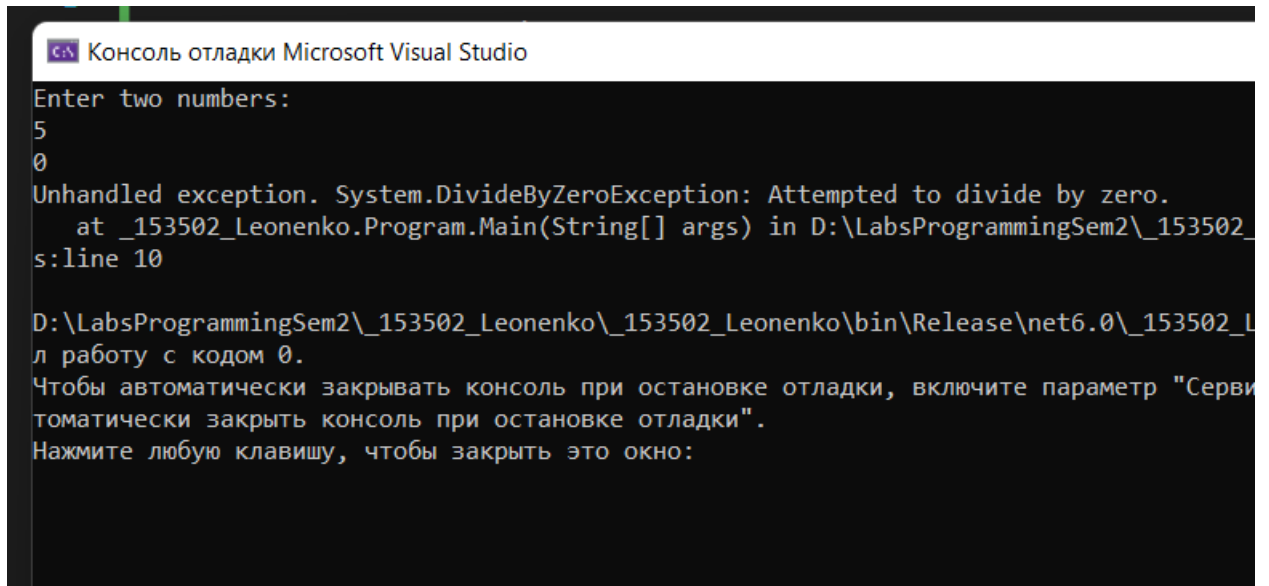 Консоль отладки Microsoft Visual Studio
Enter two numbers:
5
0
Unhandled exception. System.DivideByZeroException: Attempted to divide by zero.
   at _153502_Leonenko.Program.Main(String[] args) in D:\LabsProgrammingSem2\_153502_
s:line 10
D:\LabsProgrammingSem2\_153502_Leonenko\_153502_Leonenko\bin\Release\net6.0\_153502_L
л работу с кодом 0.
Чтобы автоматически закрывать консоль при остановке отладки, включите параметр "Серви
томатически закрыть консоль при остановке отладки".
Нажмите любую клавишу, чтобы закрыть это окно: